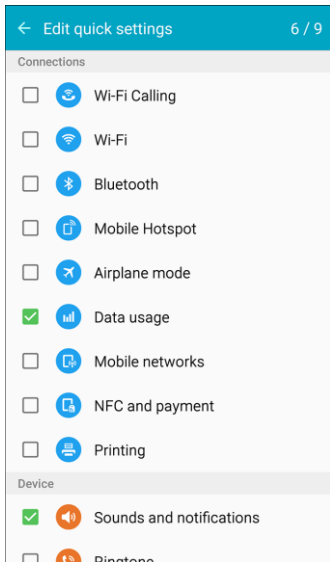 Edit quick settings 6 / 9
Connections
Wi-Fi Calling
Wi-Fi
Bluetooth
Mobile Hotspot
Airplane mode
Data usage
Mobile networks
NFC and payment
Printing
Device
Sounds and notifications
Ringtone